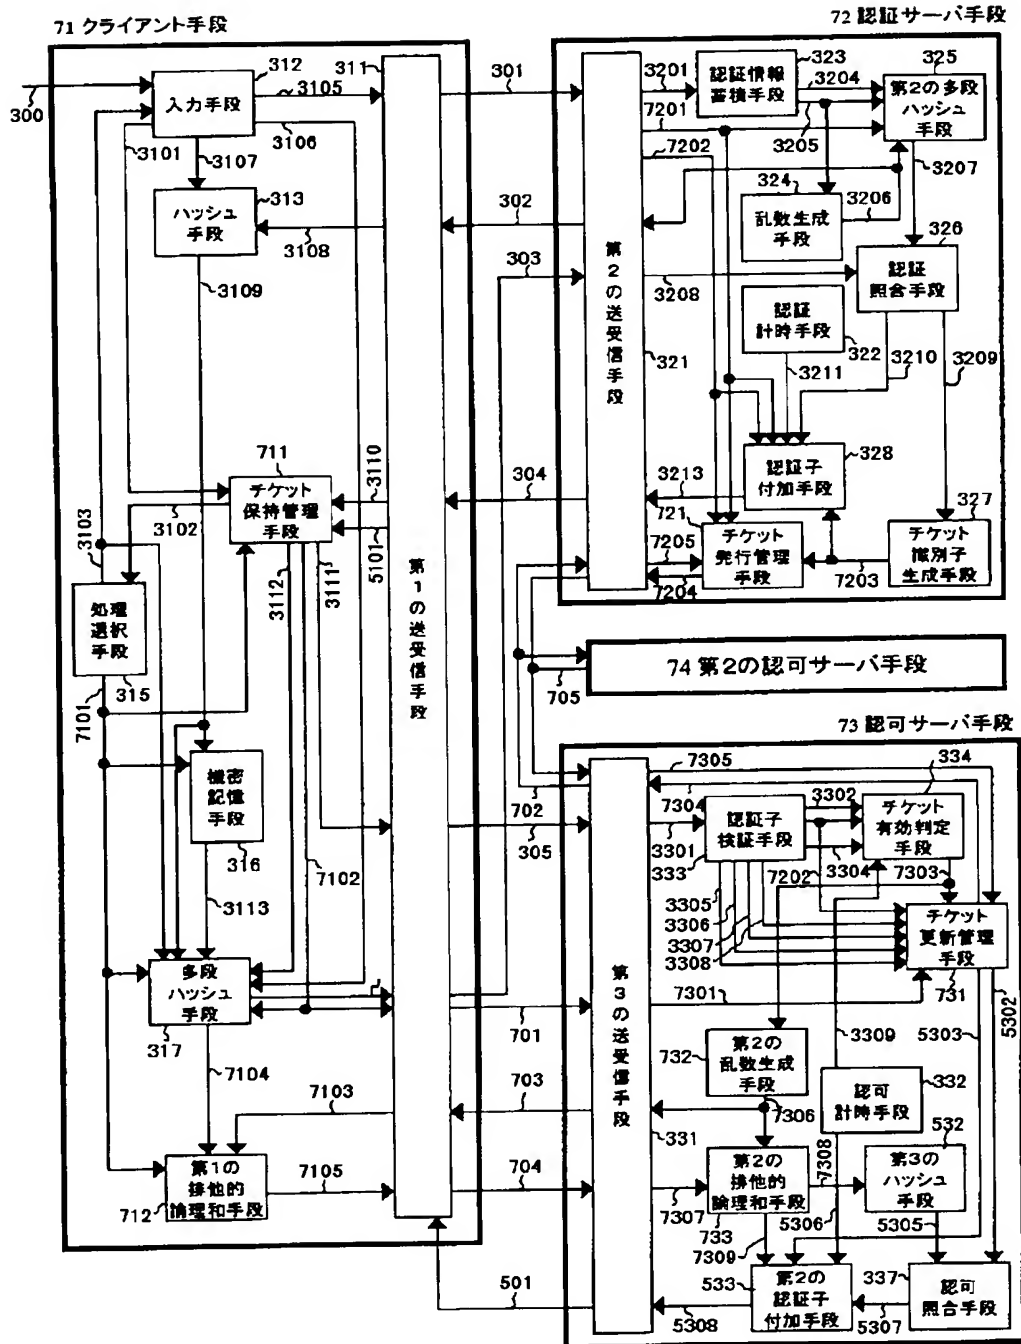 71 クライアント手段
300
312
入力手段
3105
3106
3101
3107
313
ハッシュ
手段
3108
3109
311
第1の送受信手段
711
チケット
保持管理
手段
3110
5101
3103
3102
3112
3111
処理
選択
手段
315
7101
機密
記憶
手段
316
3113
7102
多段
ハッシュ
手段
317
7104
7103
第1の
排他的
論理和手段
712
7105
301
302
303
304
305
701
702
703
704
705
501
72 認証サーバ手段
第2の送受信手段
321
3201
7201
7202
323
認証情報
蓄積手段
3204
3205
325
第2の多段
ハッシュ
手段
3207
324
乱数生成
手段
3206
326
認証
照合手段
3208
認証
計時手段
322
3211
3210
3209
328
認証子
付加手段
3213
721
チケット
発行管理
手段
7205
7204
7203
327
チケット
識別子
生成手段
74 第2の認可サーバ手段
73 認可サーバ手段
第3の送受信手段
331
7305
7304
3302
334
認証子
検証手段
333
3301
チケット
有効判定
手段
3304
7202
7303
3305
3306
3307
3308
チケット
更新管理
手段
731
7301
5302
5303
3309
732
第2の
乱数生成
手段
7306
認可
計時手段
332
第2の
排他的
論理和手段
733
7307
7308
7309
532
第3の
ハッシュ
手段
5306
5305
533
第2の
認証子
付加手段
5308
5307
337
認可
照合手段